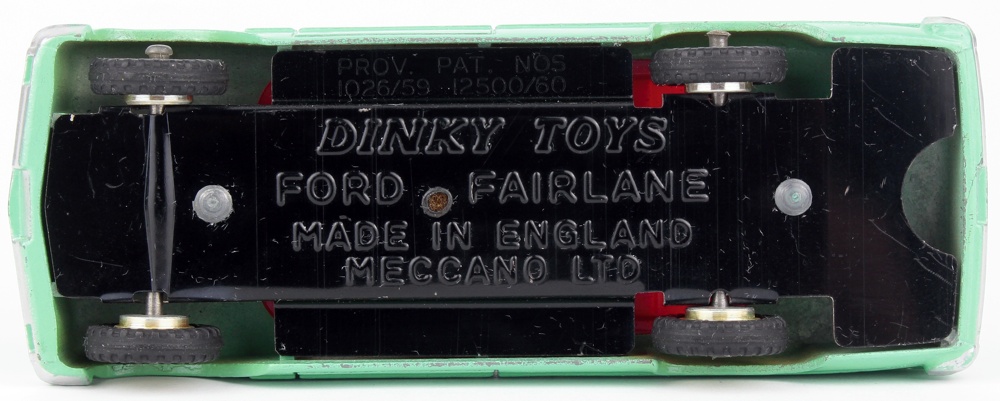 PROV. PAT. NOS
1026/59 12500/60
DINKY TOYS
FORD FAIRLANE
MADE IN ENGLAND
MECCANO LTD